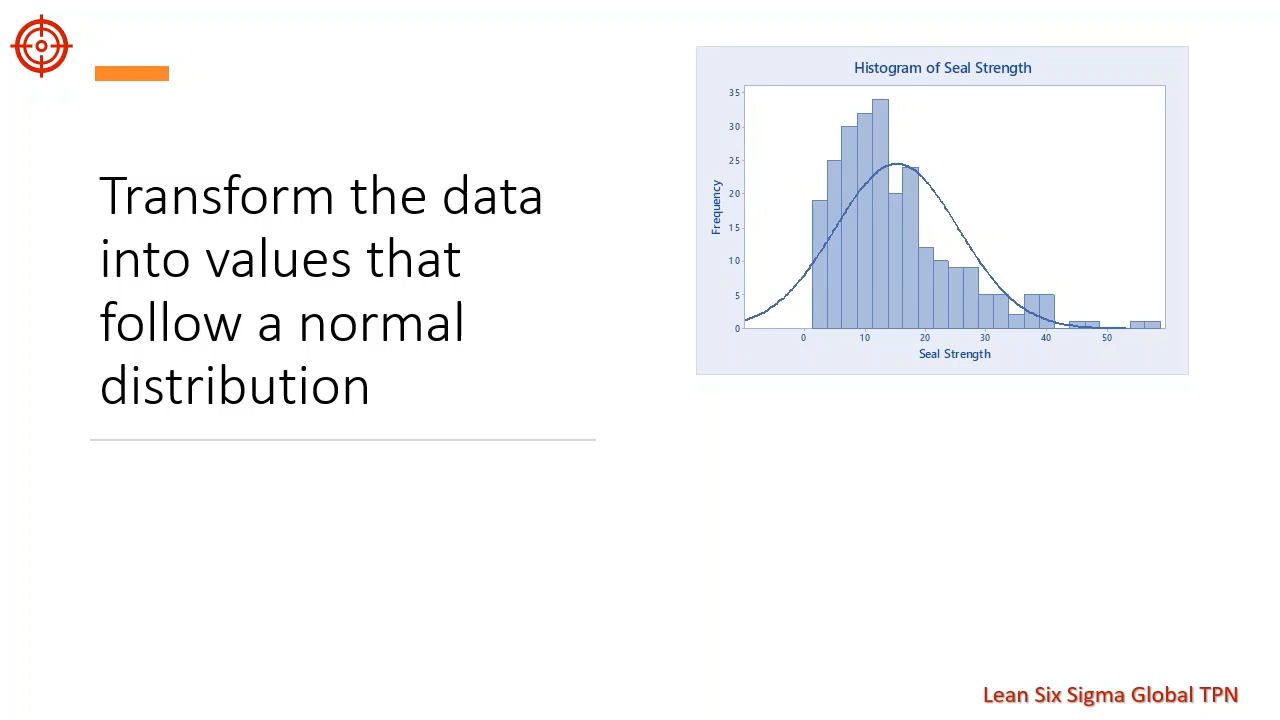 Transform the data
into values that
follow a normal
distribution
Histogram of Seal Strength
35
30
25
20
15
10
5
0
Frequency
0 10 20 30 40 50
Seal Strength
Lean Six Sigma Global TPN